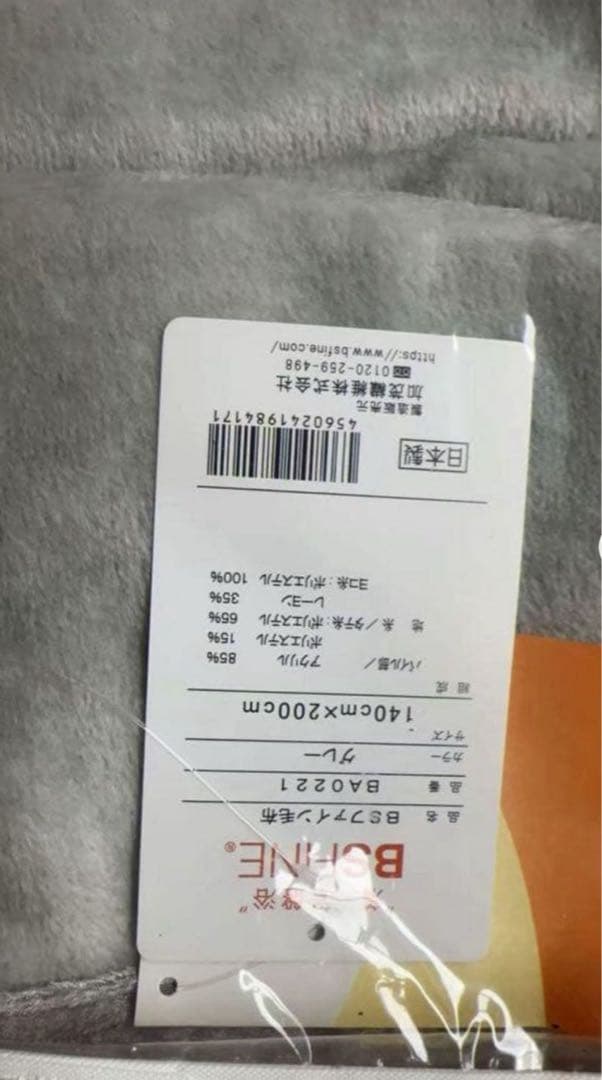 浴”
BSFINE®
品名 BSファイン毛布
品番 BA0221
カラー グレー
サイズ 140cm×200cm
組成
パイル部/ アクリル 85%
ポリエステル 15%
地 糸/タテ糸:ポリエステル 65%
レーヨン 35%
ヨコ糸:ポリエステル 100%
日本製
4560241984171
製造販売元
加茂繊維株式会社
0120-259-498
https://www.bsfine.com/